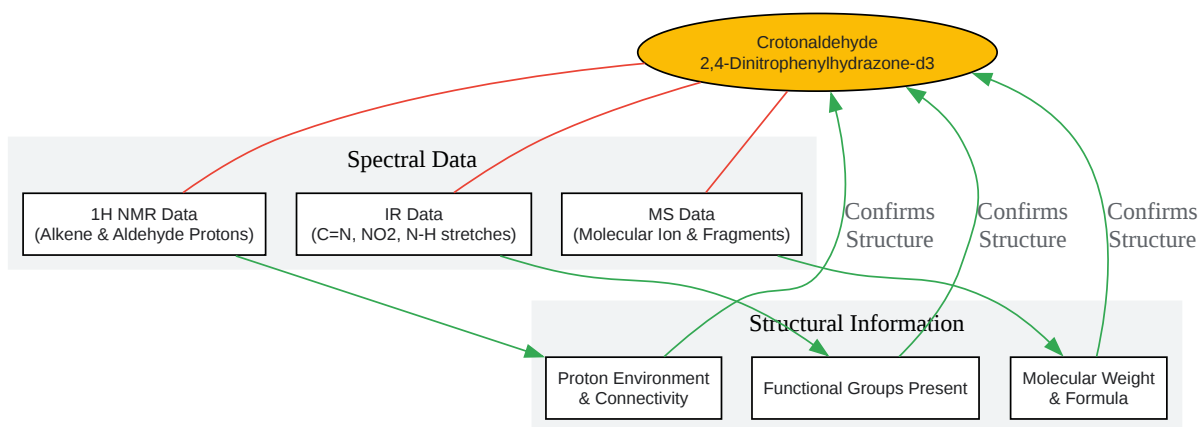 Crotonaldehyde
2,4-Dinitrophenylhydrazone-d3
Spectral Data
1H NMR Data
(Alkene & Aldehyde Protons)
IR Data
(C=N, NO2, N-H stretches)
MS Data
(Molecular Ion & Fragments)
Confirms
Structure
Confirms
Structure
Confirms
Structure
Structural Information
Proton Environment
& Connectivity
Functional Groups Present
Molecular Weight
& Formula